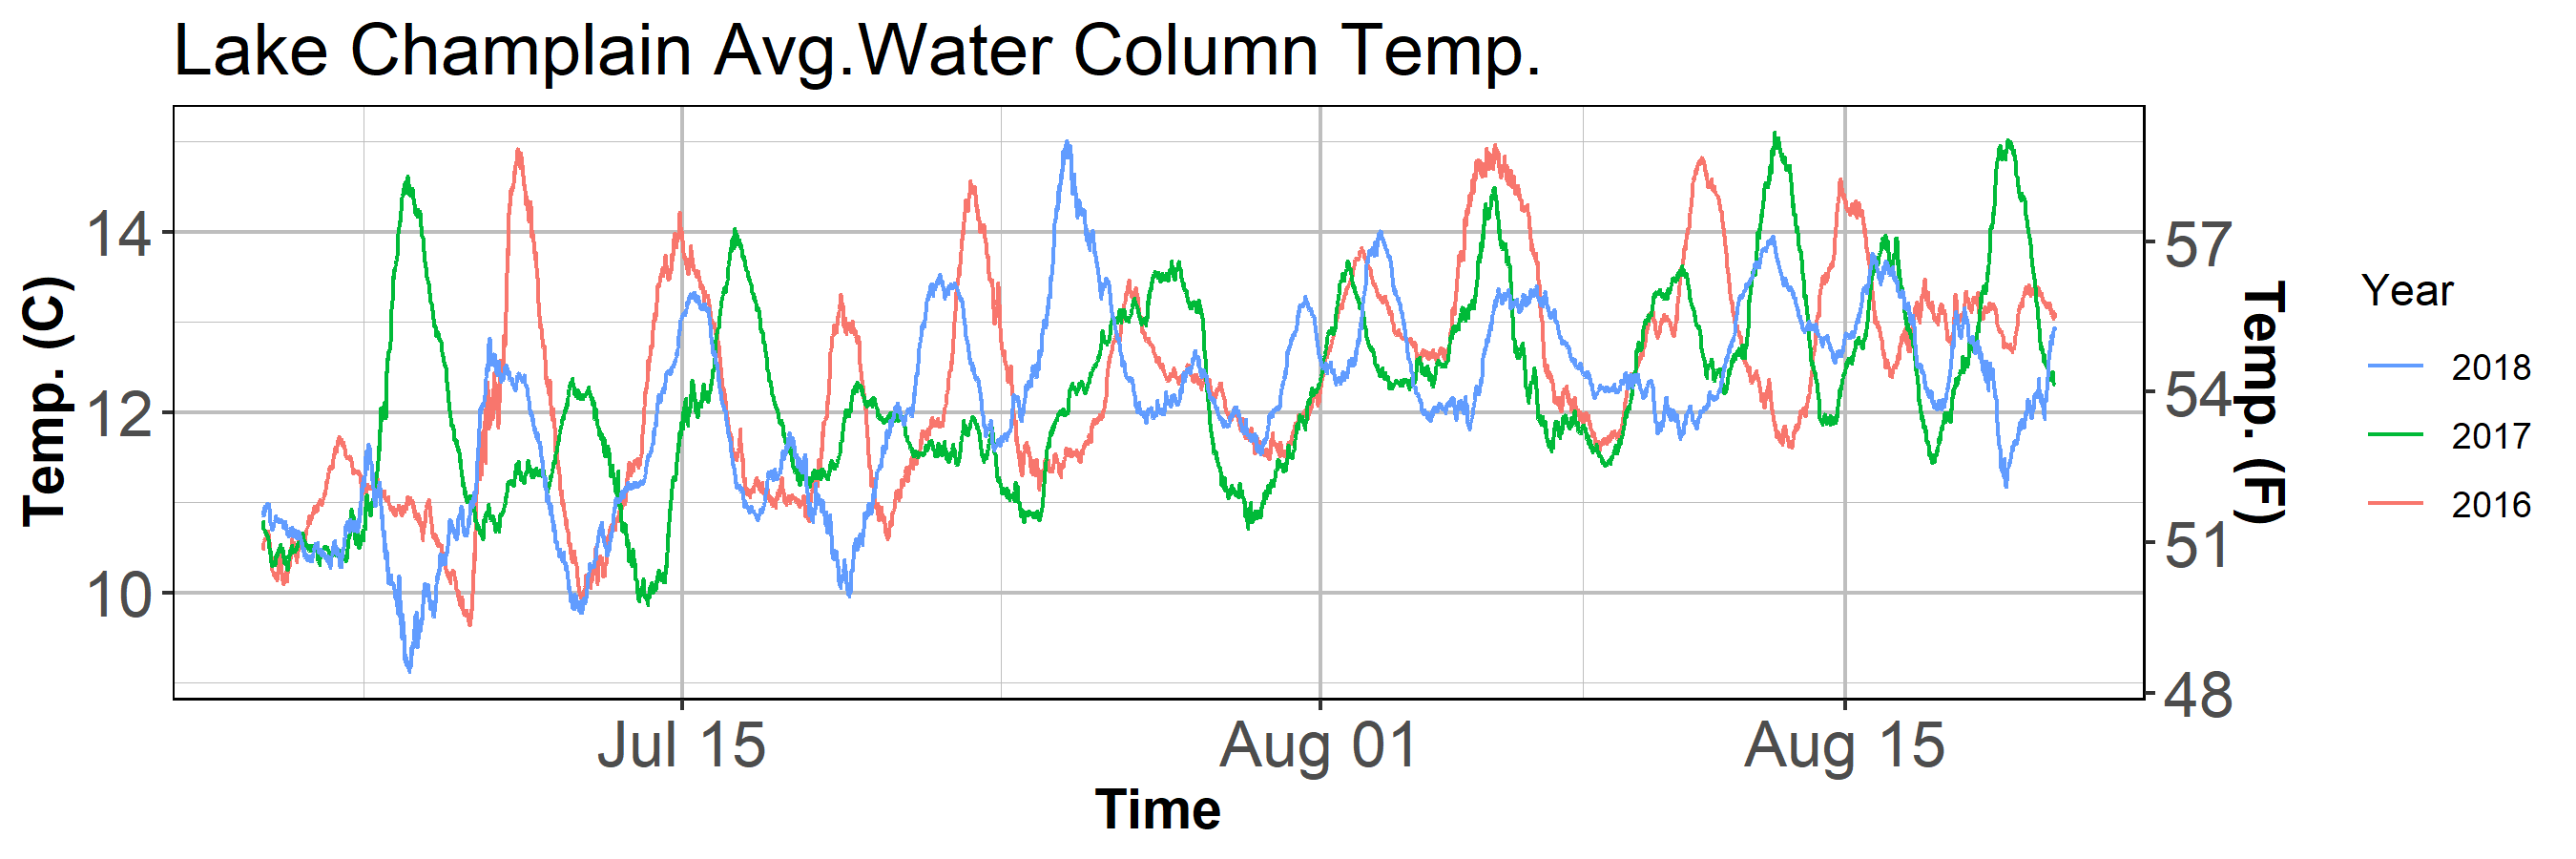 Lake Champlain Avg.Water Column Temp.
Temp. (C)
14
12
10
57
54
51
48
Temp. (F)
Jul 15
Aug 01
Aug 15
Time
Year
2018
2017
2016